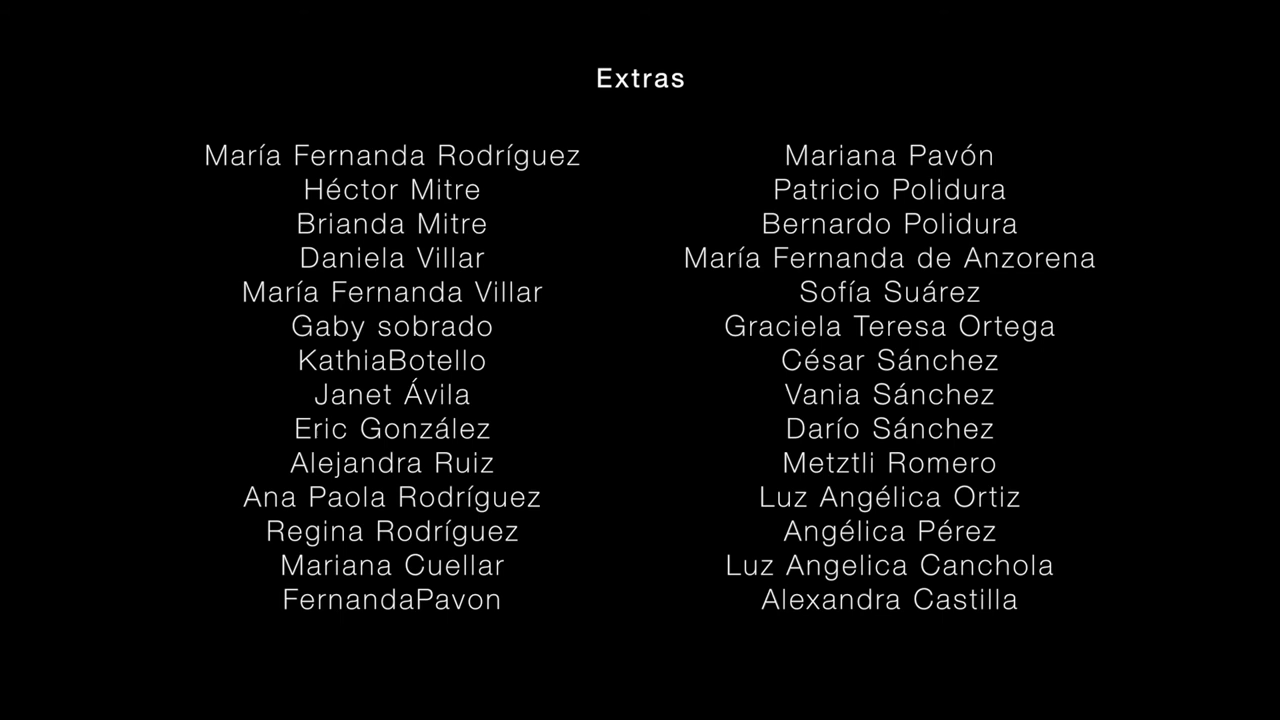 Extras
María Fernanda Rodríguez
Héctor Mitre
Brianda Mitre
Daniela Villar
María Fernanda Villar
Gaby sobrado
KathiaBotello
Janet Ávila
Eric González
Alejandra Ruiz
Ana Paola Rodríguez
Regina Rodríguez
Mariana Cuellar
FernandaPavon
Mariana Pavón
Patricio Polidura
Bernardo Polidura
María Fernanda de Anzorena
Sofía Suárez
Graciela Teresa Ortega
César Sánchez
Vania Sánchez
Darío Sánchez
Metztli Romero
Luz Angélica Ortiz
Angélica Pérez
Luz Angelica Canchola
Alexandra Castilla